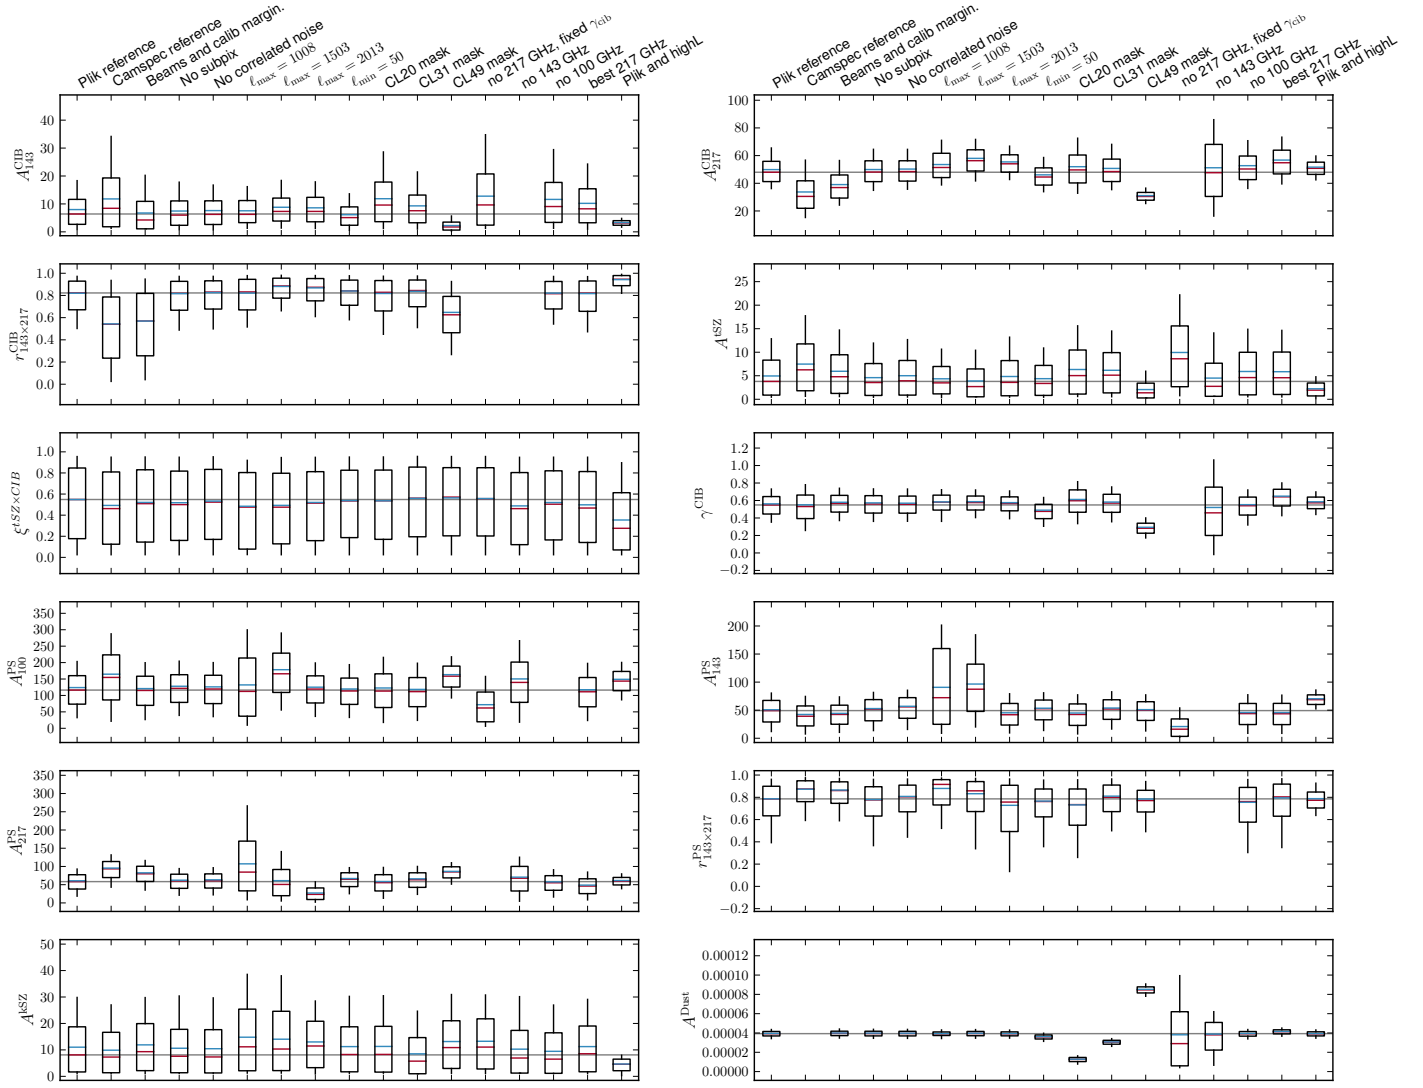 Plik reference
Camspec reference
Beams and calib margin.
No subpix
No correlated noise
ℓmax = 1008
ℓmax = 1503
ℓmax = 2013
ℓmin = 50
CL20 mask
CL31 mask
CL49 mask
no 217 GHz, fixed γcib
no 143 GHz
no 100 GHz
best 217 GHz
Plik and highL
Plik reference
Camspec reference
Beams and calib margin.
No subpix
No correlated noise
ℓmax = 1008
ℓmax = 1503
ℓmax = 2013
ℓmin = 50
CL20 mask
CL31 mask
CL49 mask
no 217 GHz, fixed γcib
no 143 GHz
no 100 GHz
best 217 GHz
Plik and highL
A^CIB_143
40
30
20
10
0
A^CIB_217
100
80
60
40
20
r^CIB_143×217
1.0
0.8
0.6
0.4
0.2
0.0
A^tSZ
25
20
15
10
5
0
ξ^tSZ×CIB
1.0
0.8
0.6
0.4
0.2
0.0
γ^CIB
1.2
1.0
0.8
0.6
0.4
0.2
0.0
−0.2
A^PS_100
350
300
250
200
150
100
50
0
A^PS_143
200
150
100
50
0
A^PS_217
350
300
250
200
150
100
50
0
r^PS_143×217
1.0
0.8
0.6
0.4
0.2
0.0
−0.2
A^kSZ
50
40
30
20
10
0
A^Dust
0.00012
0.00010
0.00008
0.00006
0.00004
0.00002
0.00000